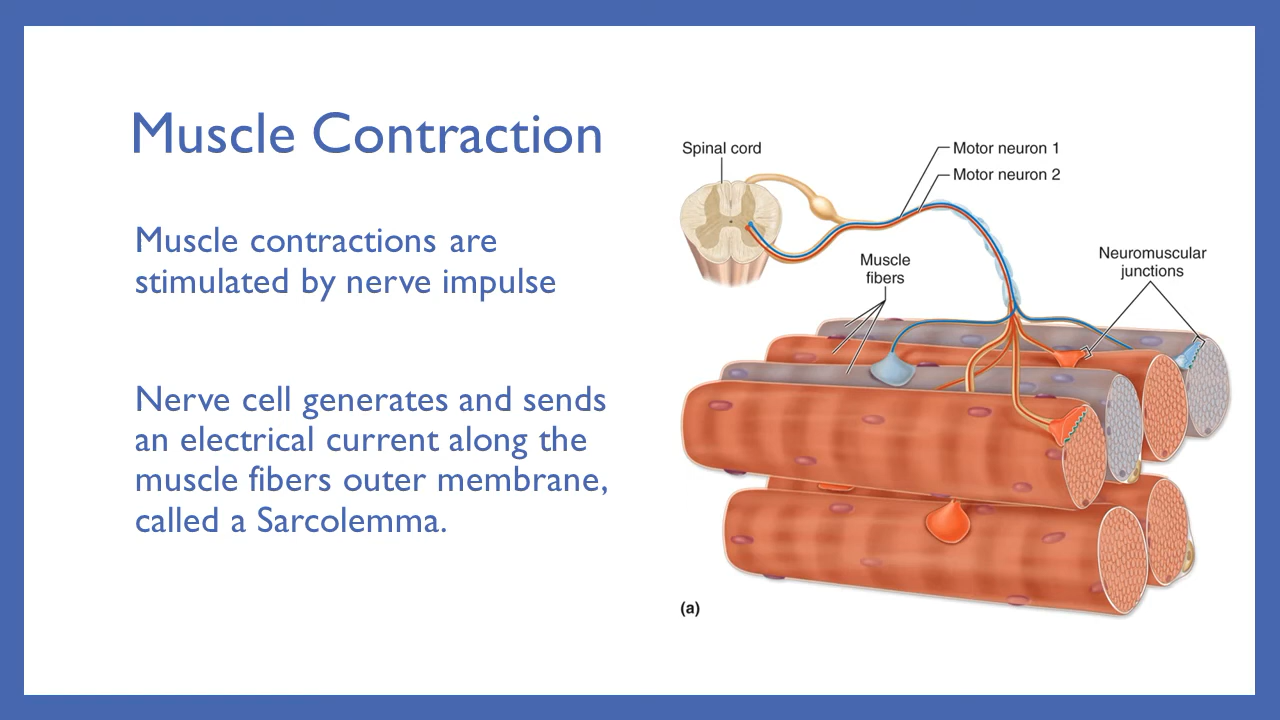 Muscle Contraction
Muscle contractions are
stimulated by nerve impulse
Nerve cell generates and sends
an electrical current along the
muscle fibers outer membrane,
called a Sarcolemma.
Spinal cord
Motor neuron 1
Motor neuron 2
Muscle
fibers
Neuromuscular
junctions
(a)